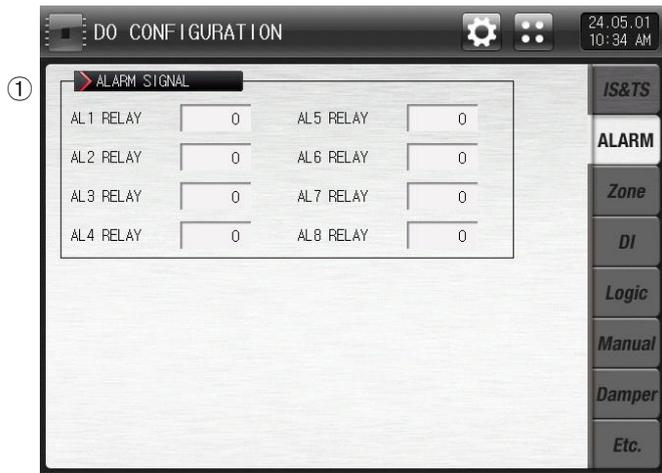 DO CONFIGURATION
24.05.01
10:34 AM
①
ALARM SIGNAL
AL1 RELAY 0 AL5 RELAY 0
AL2 RELAY 0 AL6 RELAY 0
AL3 RELAY 0 AL7 RELAY 0
AL4 RELAY 0 AL8 RELAY 0
IS&TS
ALARM
Zone
DI
Logic
Manual
Damper
Etc.